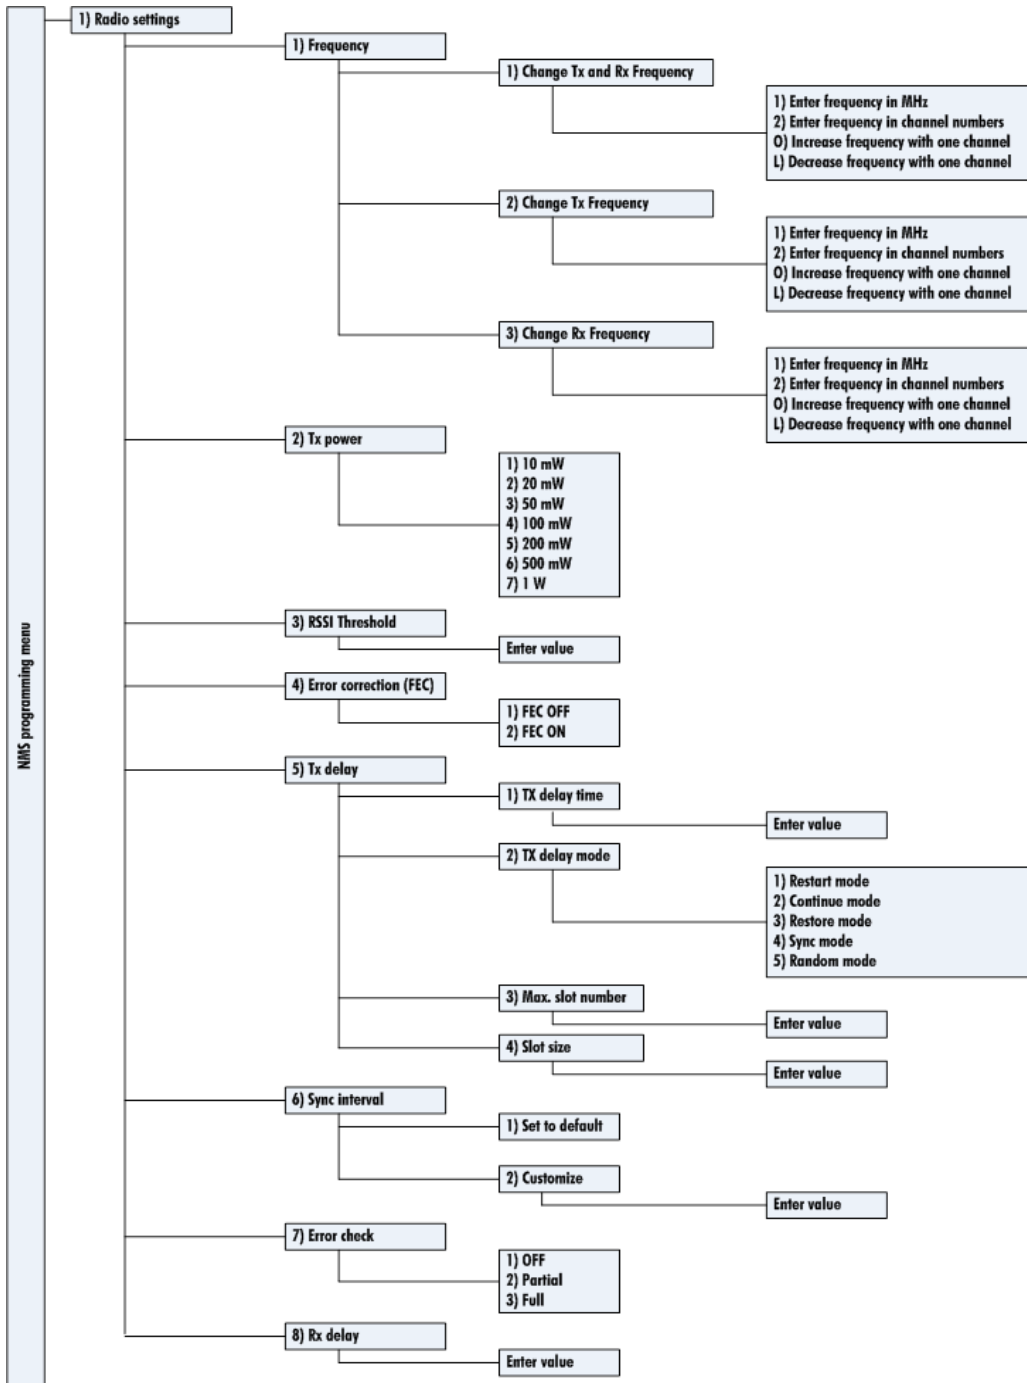 NMS programming menu
1) Radio settings
1) Frequency
1) Change Tx and Rx Frequency
1) Enter frequency in MHz
2) Enter frequency in channel numbers
O) Increase frequency with one channel
L) Decrease frequency with one channel
2) Change Tx Frequency
1) Enter frequency in MHz
2) Enter frequency in channel numbers
O) Increase frequency with one channel
L) Decrease frequency with one channel
3) Change Rx Frequency
1) Enter frequency in MHz
2) Enter frequency in channel numbers
O) Increase frequency with one channel
L) Decrease frequency with one channel
2) Tx power
1) 10 mW
2) 20 mW
3) 50 mW
4) 100 mW
5) 200 mW
6) 500 mW
7) 1 W
3) RSSI Threshold
Enter value
4) Error correction (FEC)
1) FEC OFF
2) FEC ON
5) Tx delay
1) TX delay time
Enter value
2) TX delay mode
1) Restart mode
2) Continue mode
3) Restore mode
4) Sync mode
5) Random mode
3) Max. slot number
Enter value
4) Slot size
Enter value
6) Sync interval
1) Set to default
2) Customize
Enter value
7) Error check
1) OFF
2) Partial
3) Full
8) Rx delay
Enter value